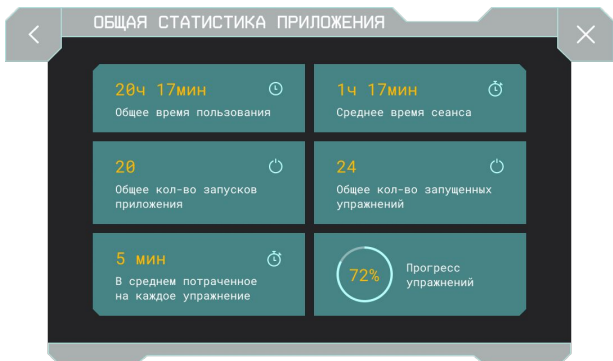 ОБЩАЯ СТАТИСТИКА ПРИЛОЖЕНИЯ
20ч 17мин
Общее время пользования
1ч 17мин
Среднее время сеанса
20
Общее кол-во запусков
приложения
24
Общее кол-во запущенных
упражнений
5 мин
В среднем потраченное
на каждое упражнение
72%
Прогресс
упражнений